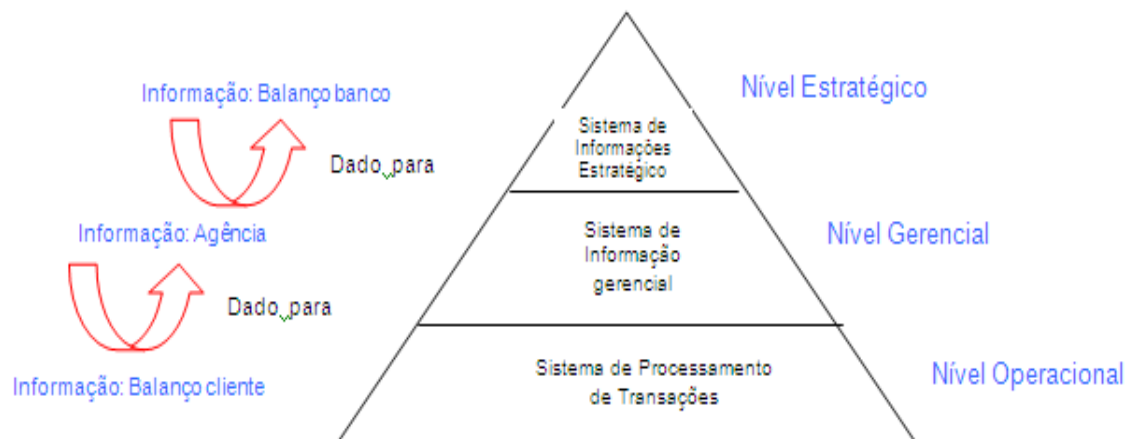 Informação: Balanço banco
Nível Estratégico
Sistema de
Informações
Estratégico
Dado para
Informação: Agência
Sistema de
Informação
gerencial
Nível Gerencial
Dado para
Informação: Balanço cliente
Sistema de Processamento
de Transações
Nível Operacional